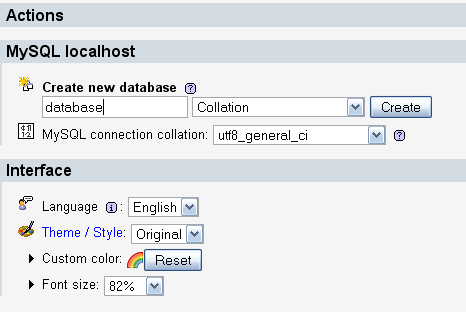 Actions
MySQL localhost
Create new database
database Collation Create
MySQL connection collation: utf8_general_ci
Interface
Language : English
Theme / Style: Original
Custom color: Reset
Font size: 82%